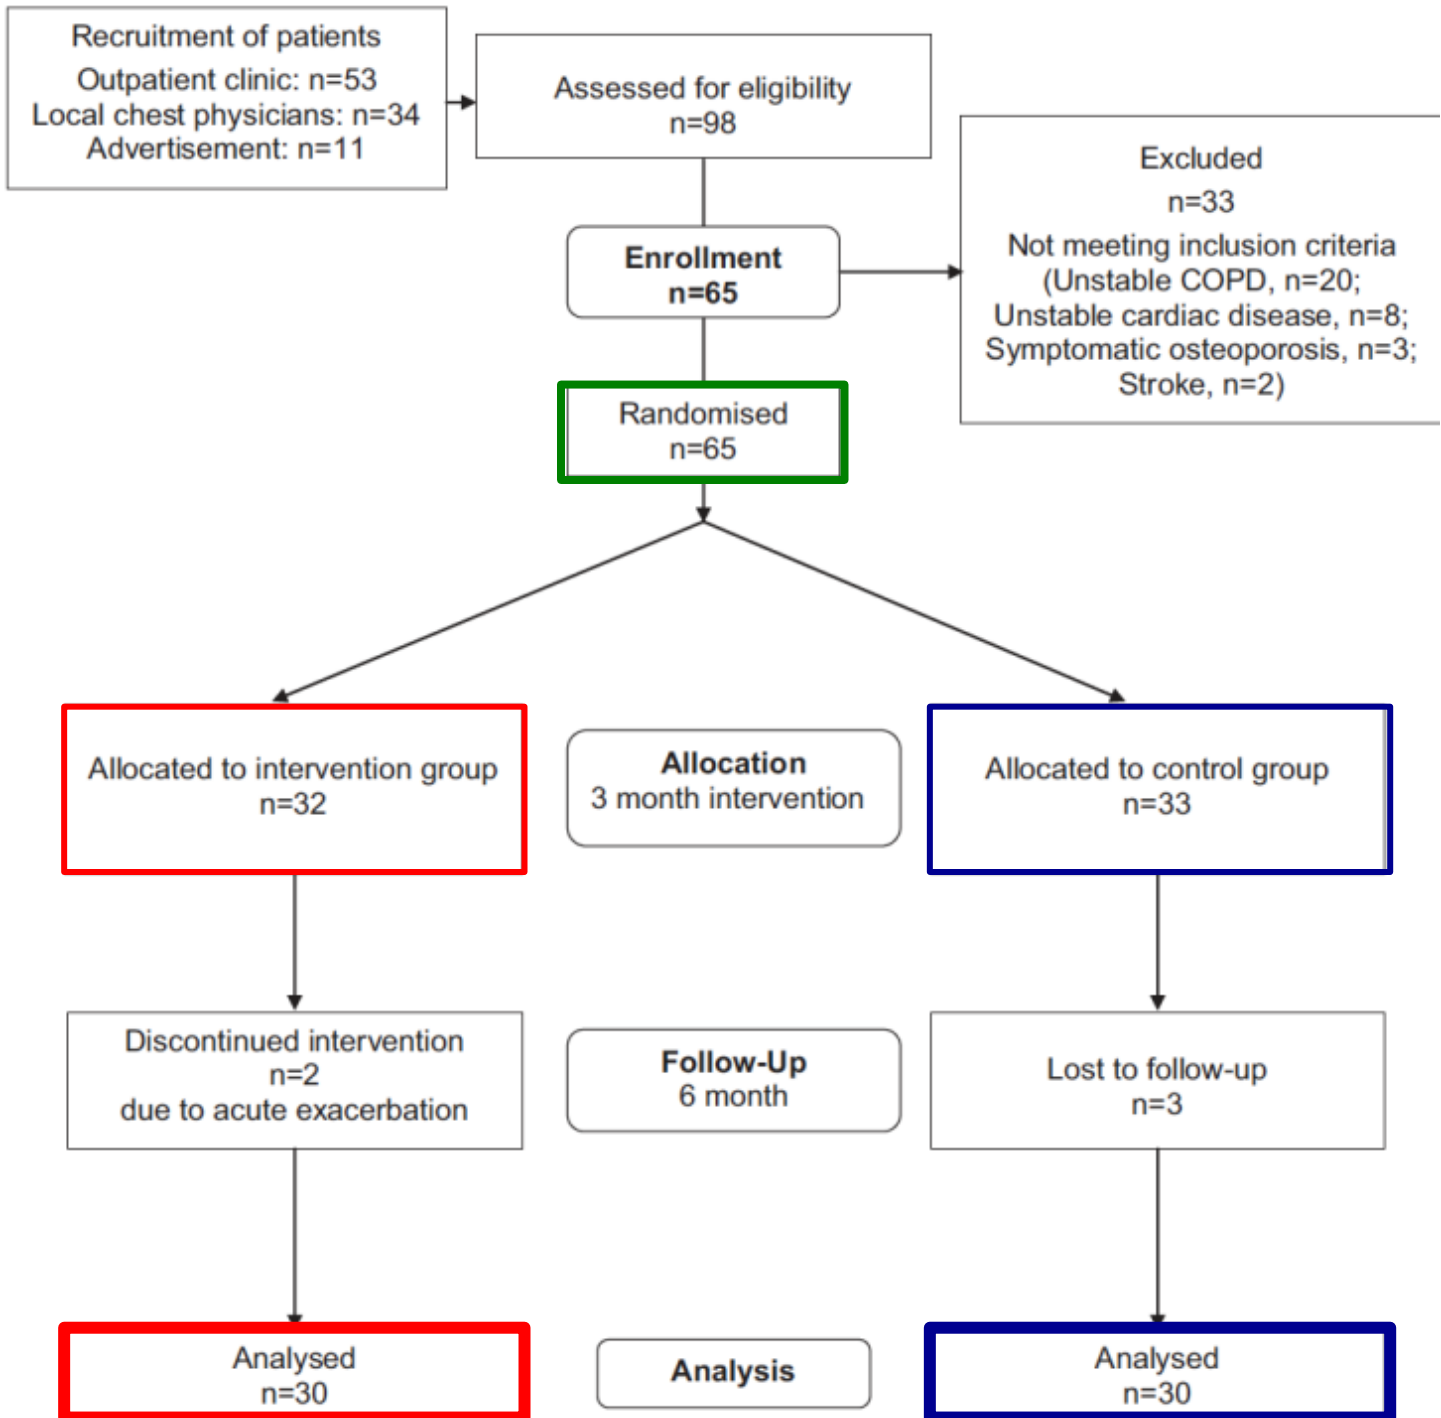 Recruitment of patients
Outpatient clinic: n=53
Local chest physicians: n=34
Advertisement: n=11
Assessed for eligibility
n=98
Excluded
n=33
Not meeting inclusion criteria
(Unstable COPD, n=20;
Unstable cardiac disease, n=8;
Symptomatic osteoporosis, n=3;
Stroke, n=2)
Enrollment
n=65
Randomised
n=65
Allocated to intervention group
n=32
Allocation
3 month intervention
Allocated to control group
n=33
Discontinued intervention
n=2
due to acute exacerbation
Follow-Up
6 month
Lost to follow-up
n=3
Analysed
n=30
Analysis
Analysed
n=30